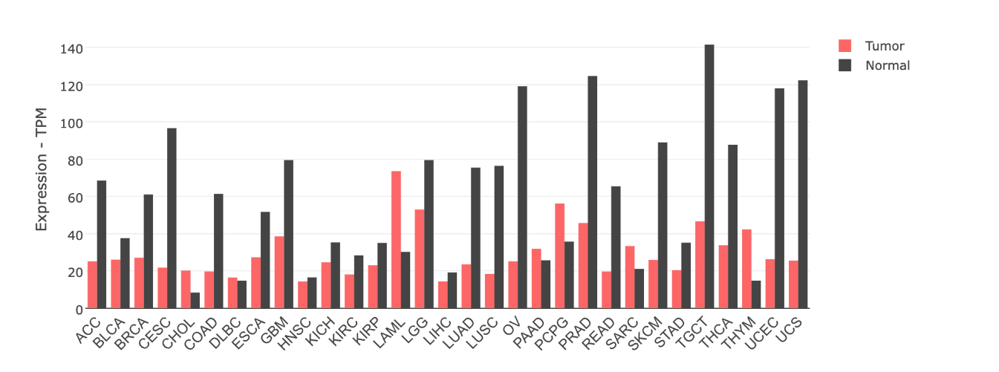 Expression - TPM
140
120
100
80
60
40
20
0
ACC
BLCA
BRCA
CESC
CHOL
COAD
DLBC
ESCA
GBM
HNSC
KICH
KIRC
KIRP
LAML
LGG
LIHC
LUAD
LUSC
OV
PAAD
PCPG
PRAD
READ
SARC
SKCM
STAD
TGCT
THCA
THYM
UCEC
UCS
Tumor
Normal